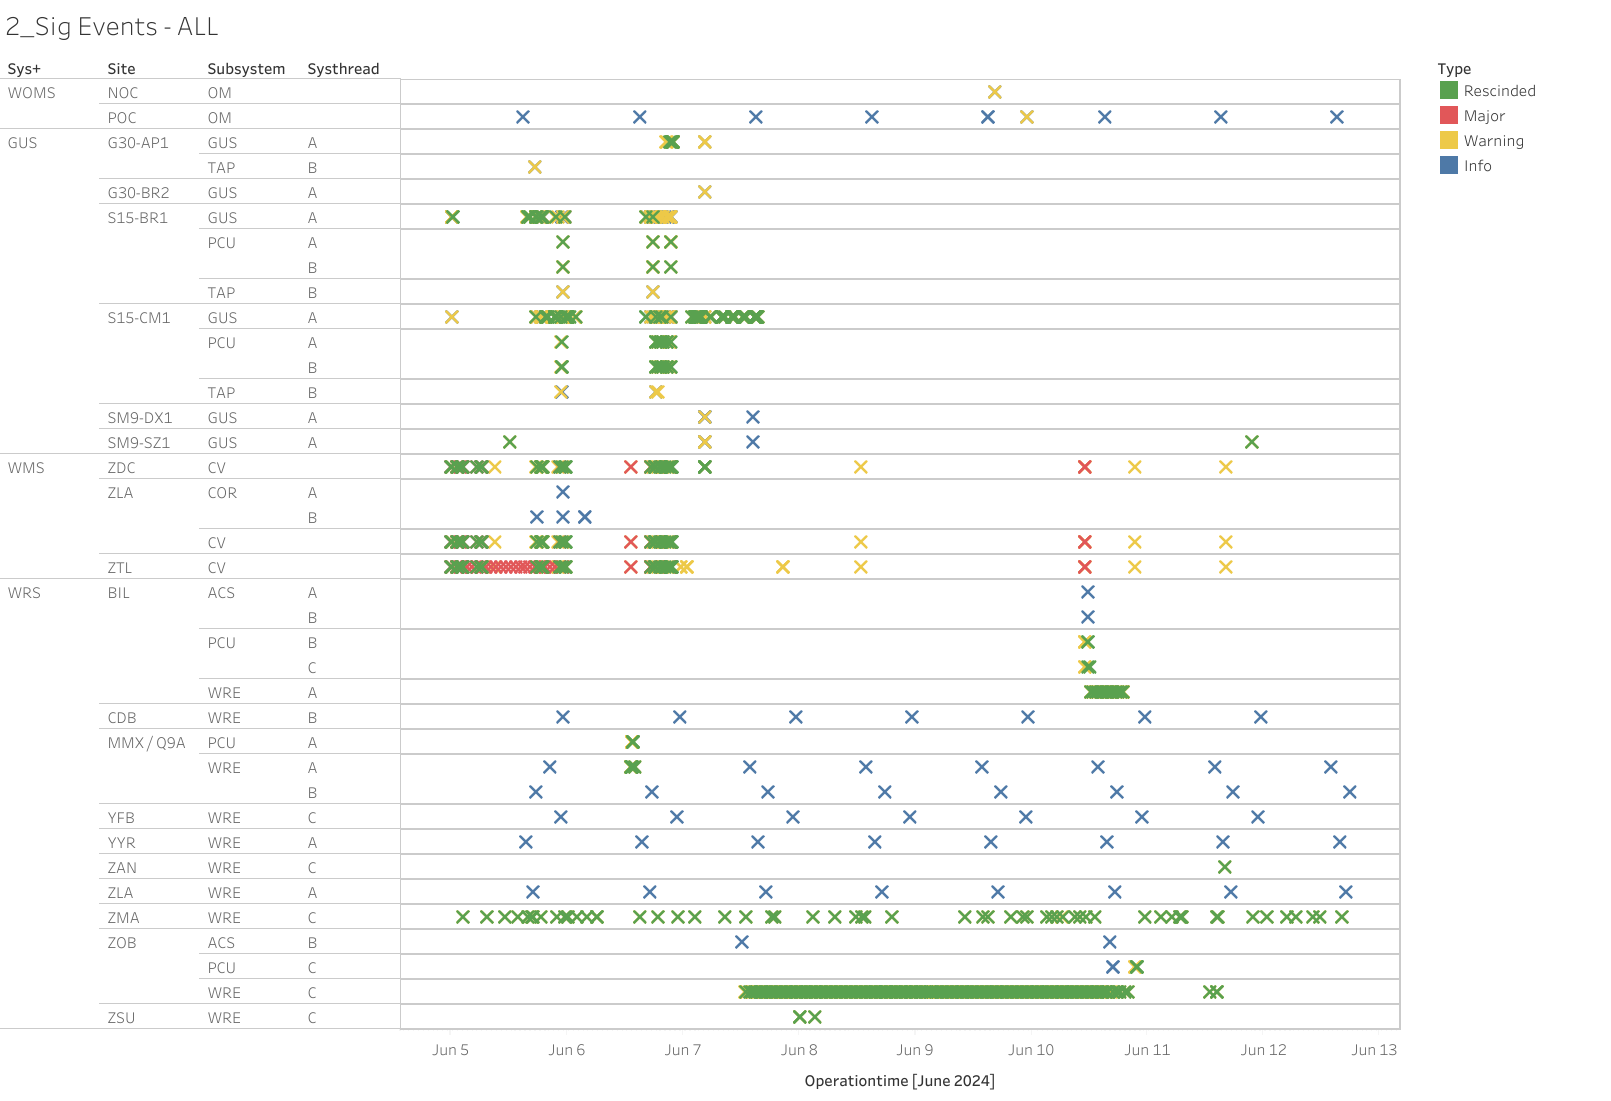 2_Sig Events - ALL
Sys+ Site Subsystem Systhread
Type
WOMS NOC OM
Rescinded
POC OM
Major
GUS G30-AP1 GUS A
Warning
TAP B
Info
G30-BR2 GUS A
S15-BR1 GUS A
PCU A
B
TAP B
S15-CM1 GUS A
PCU A
B
TAP B
SM9-DX1 GUS A
SM9-SZ1 GUS A
WMS ZDC CV
ZLA COR A
B
CV
ZTL CV
WRS BIL ACS A
B
PCU B
C
WRE A
CDB WRE B
MMX / Q9A PCU A
WRE A
B
YFB WRE C
YYR WRE A
ZAN WRE C
ZLA WRE A
ZMA WRE C
ZOB ACS B
PCU C
WRE C
ZSU WRE C
Jun 5 Jun 6 Jun 7 Jun 8 Jun 9 Jun 10 Jun 11 Jun 12 Jun 13
Operationtime [June 2024]